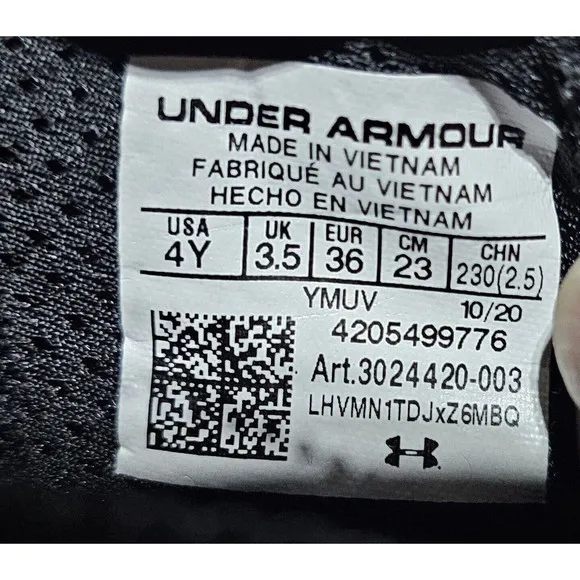 UNDER ARMOUR
MADE IN VIETNAM
FABRIQUÉ AU VIETNAM
HECHO EN VIETNAM
USA UK EUR CM CHN
4Y 3.5 36 23 230(2.5)
YMUV 10/20
4205499776
Art.3024420-003
LHVMN1TDJxZ6MBQ